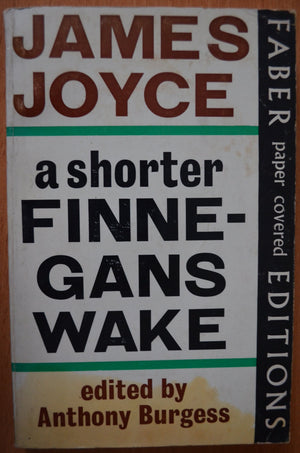 JAMES
JOYCE
a shorter
FINNE-
GANS
WAKE
edited by
Anthony Burgess
FABER paper covered EDITIONS